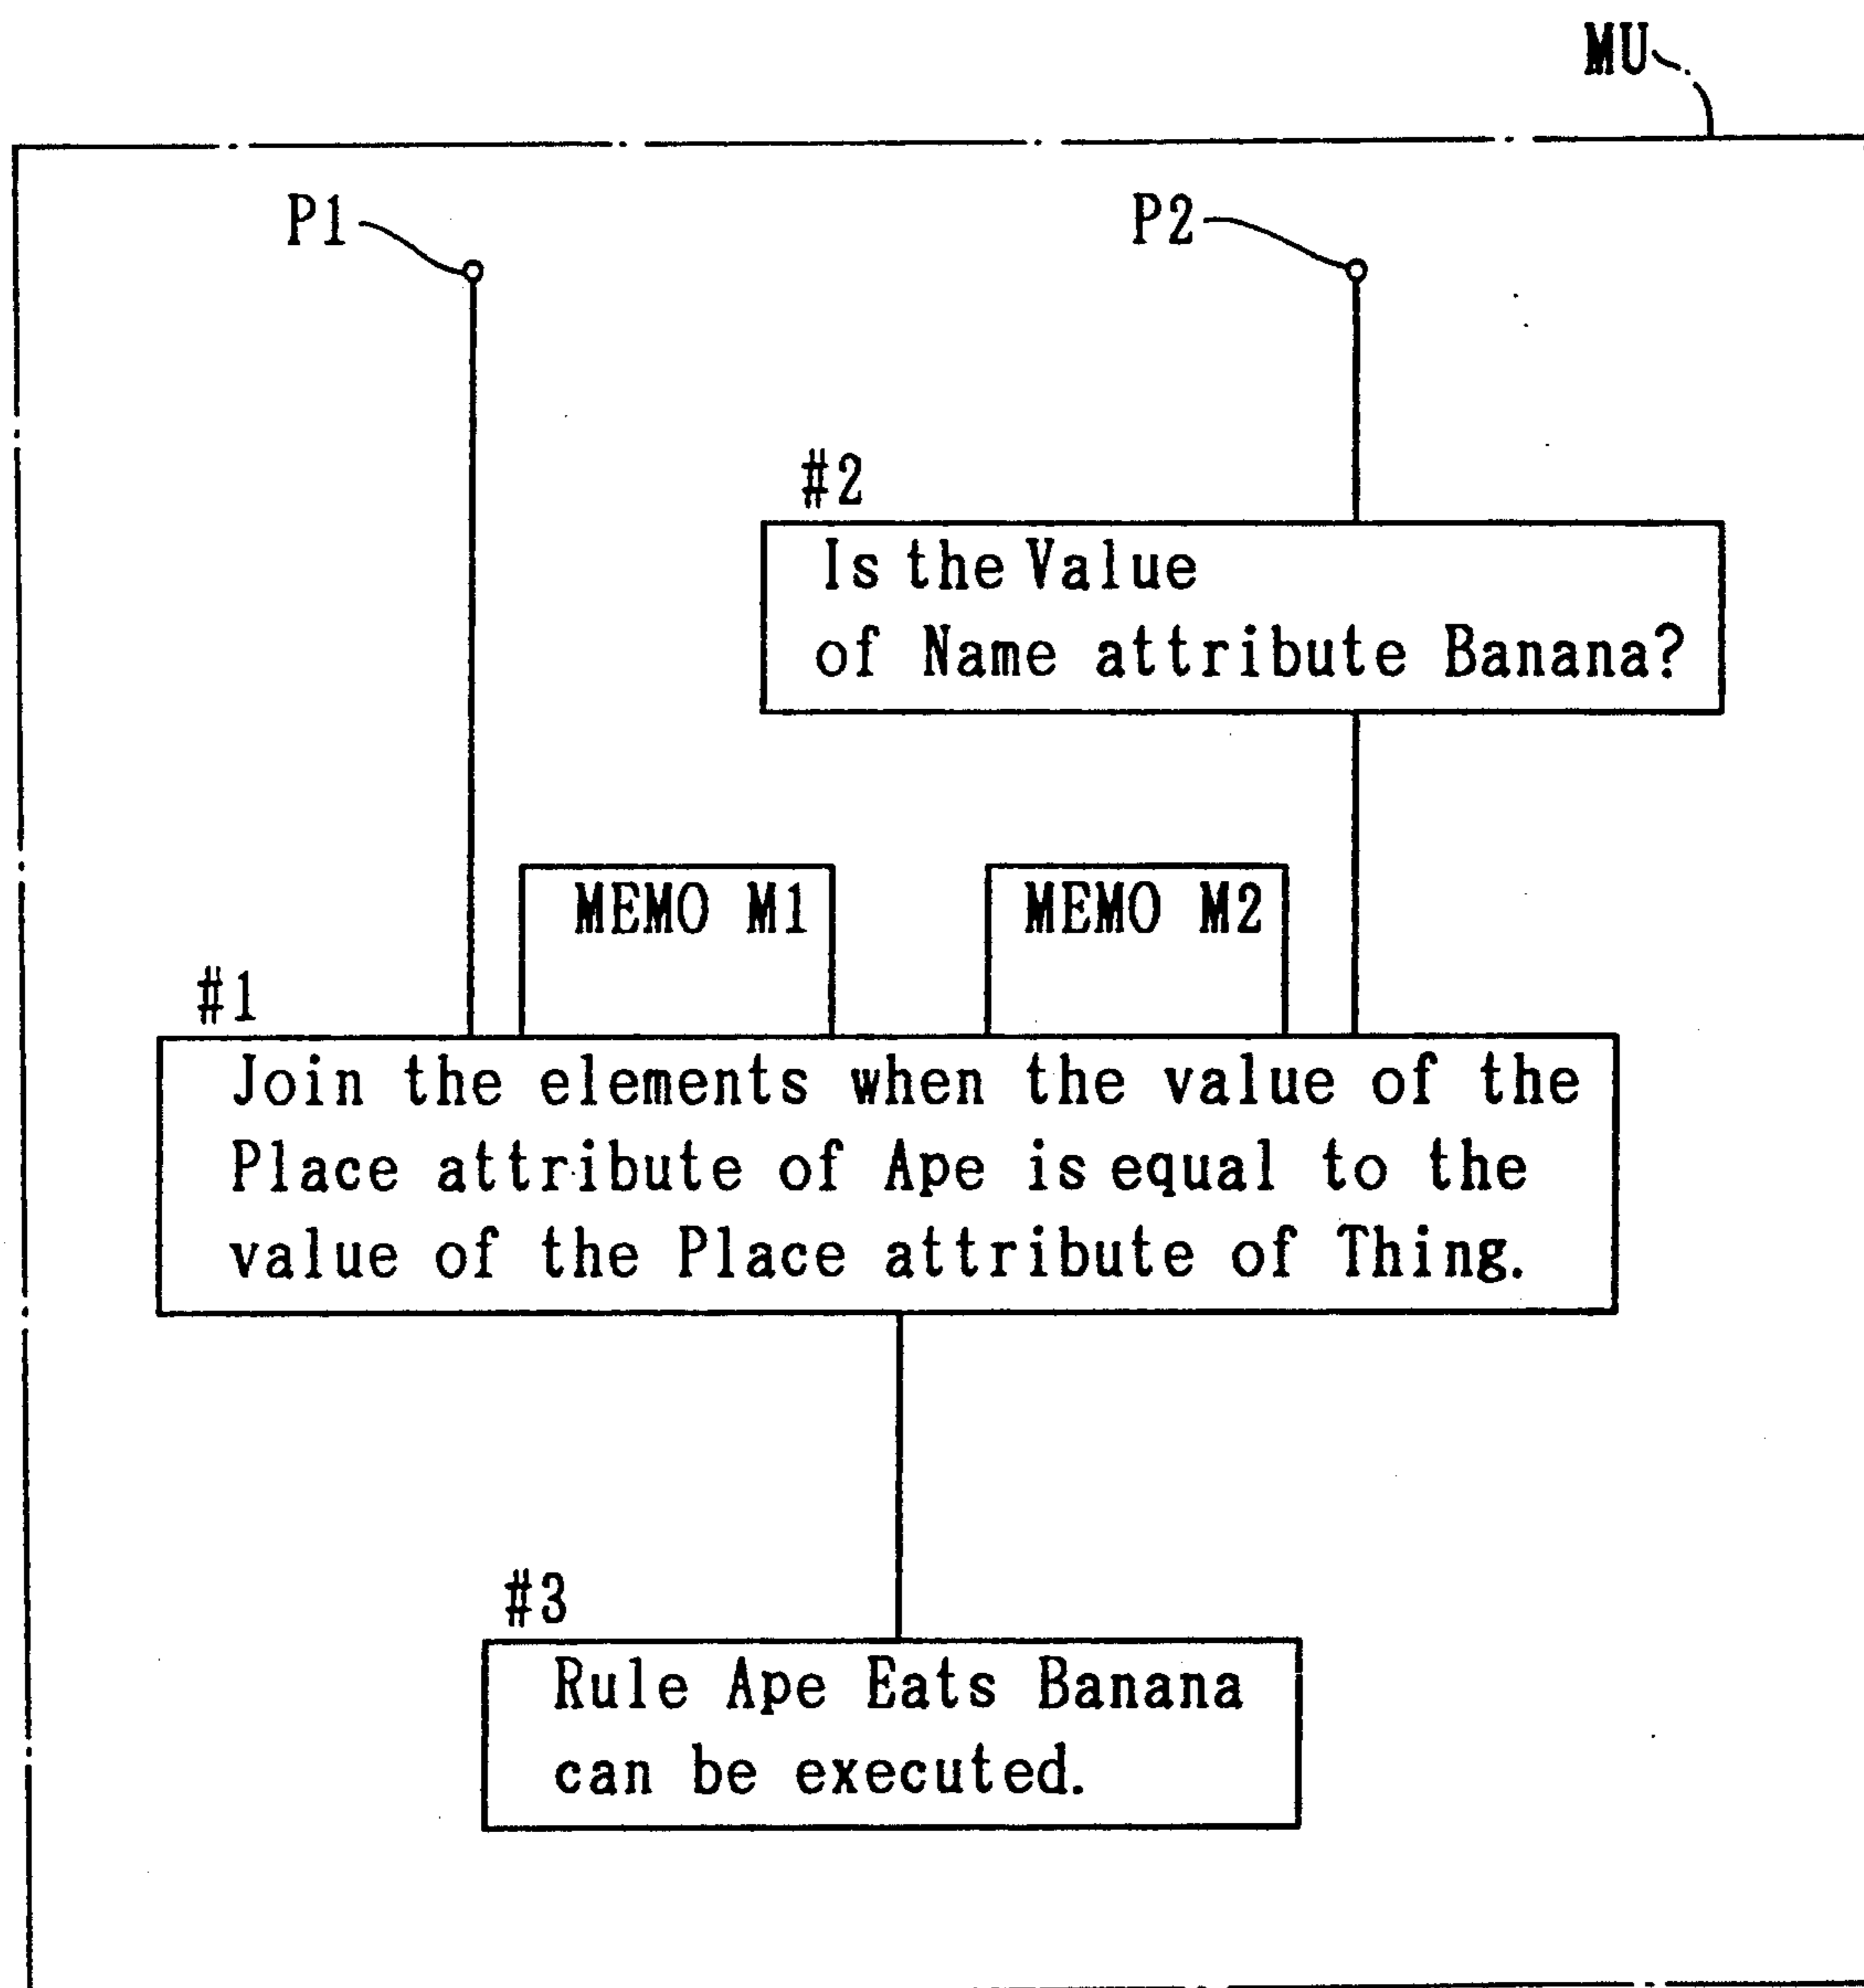 MU
P1
P2
#2
Is the Value
of Name attribute Banana?
MEMO M1
MEMO M2
#1
Join the elements when the value of the
Place attribute of Ape is equal to the
value of the Place attribute of Thing.
#3
Rule Ape Eats Banana
can be executed.